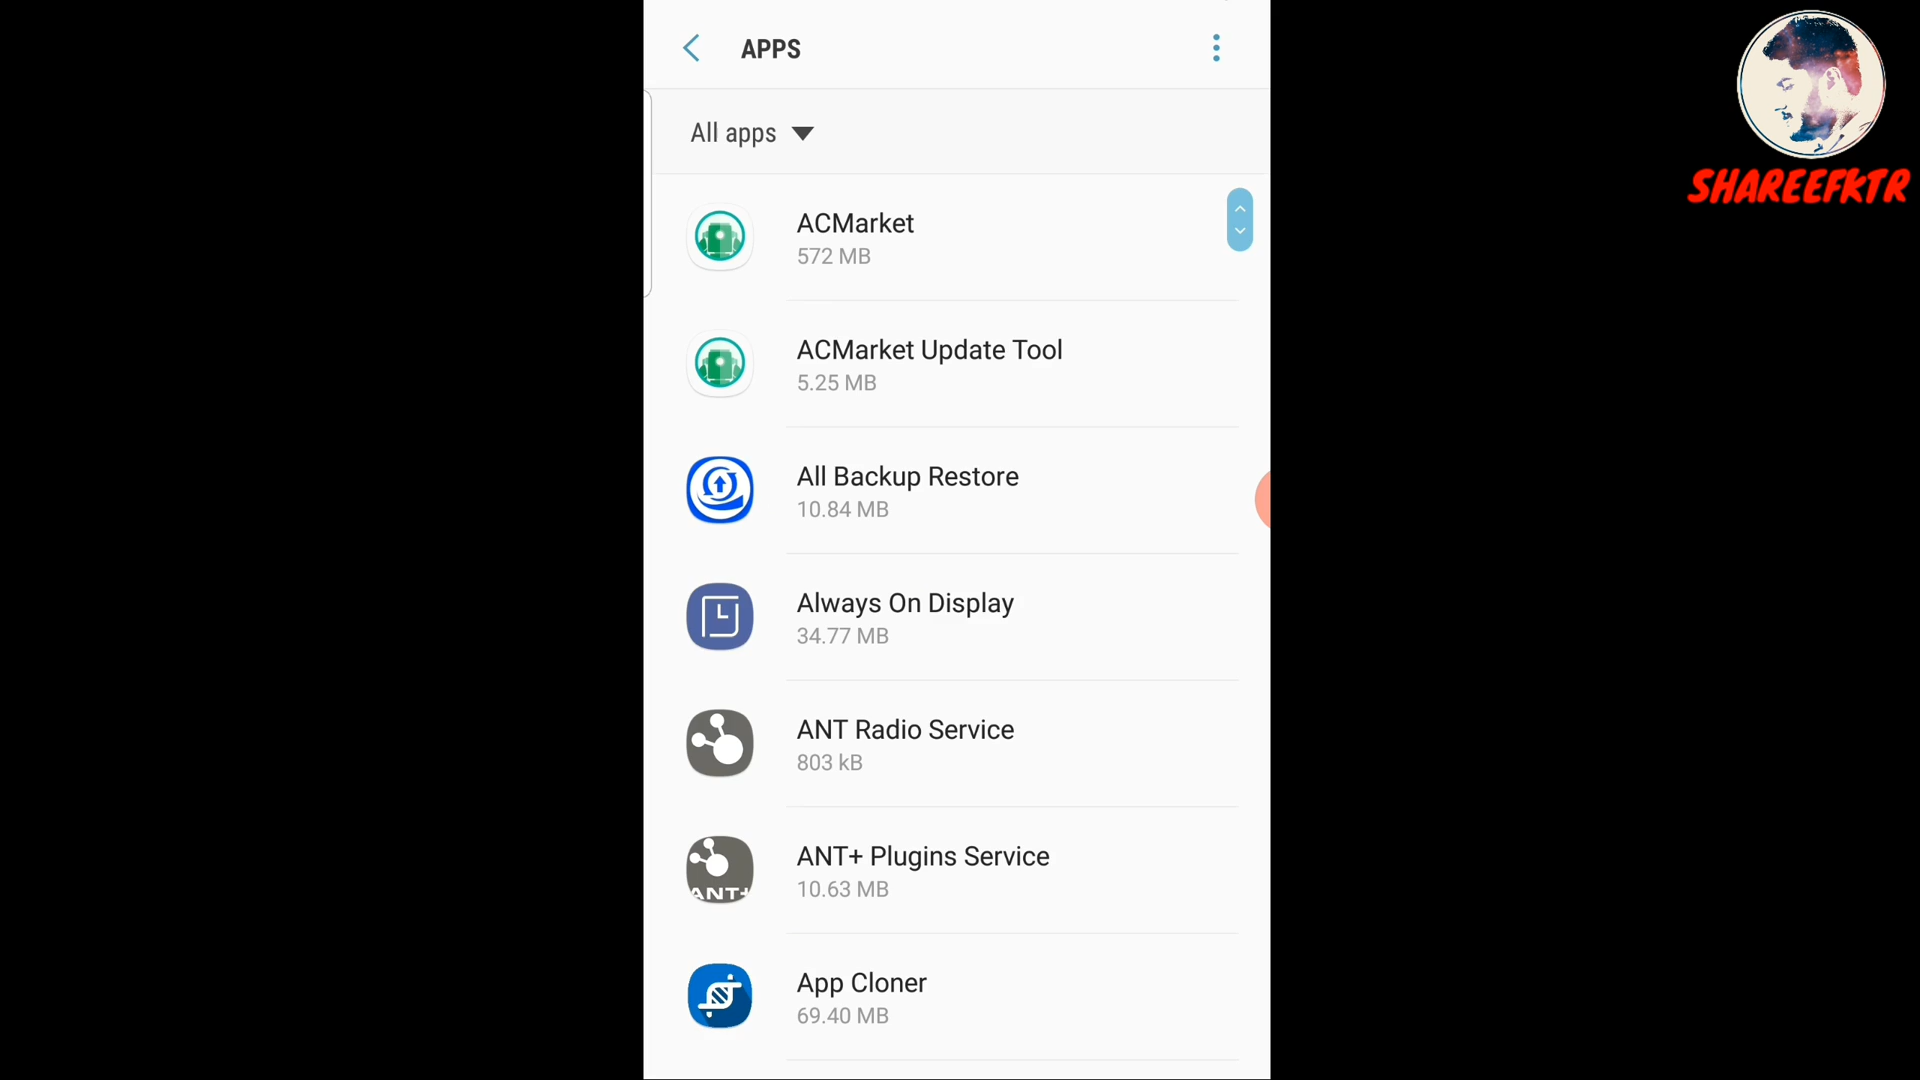 APPS
SHAREEFKTR
All apps
ACMarket
572 MB
ACMarket Update Tool
5.25 MB
All Backup Restore
10.84 MB
Always On Display
34.77 MB
ANT Radio Service
803 kB
ANT+ Plugins Service
10.63 MB
ANT+
App Cloner
69.40 MB